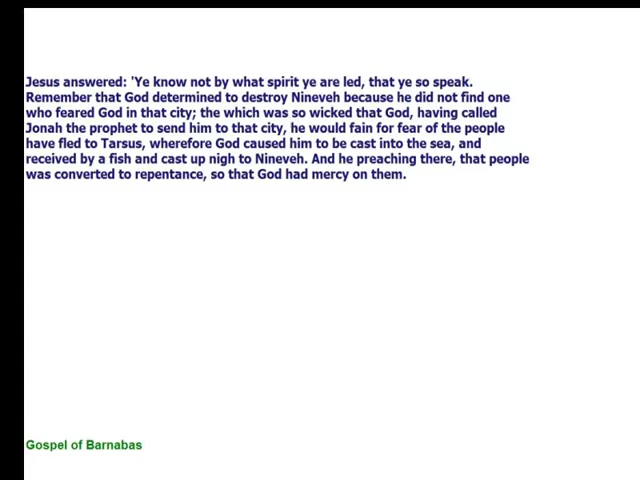 Jesus answered: 'Ye know not by what spirit ye are led, that ye so speak.
Remember that God determined to destroy Nineveh because he did not find one
who feared God in that city; the which was so wicked that God, having called
Jonah the prophet to send him to that city, he would fain for fear of the people
have fled to Tarsus, wherefore God caused him to be cast into the sea, and
received by a fish and cast up nigh to Nineveh. And he preaching there, that people
was converted to repentance, so that God had mercy on them.
Gospel of Barnabas